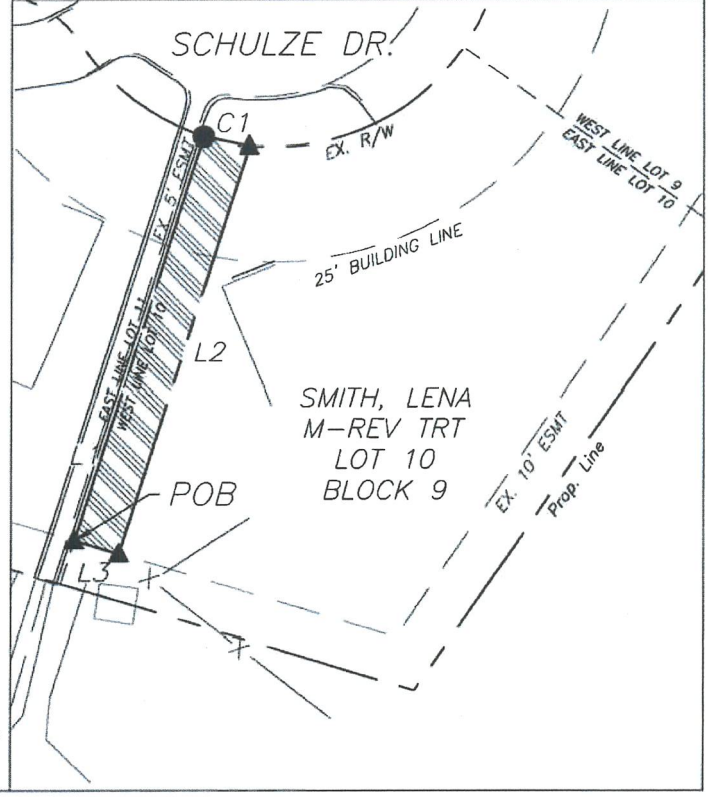 SCHULZE DR.
C1
EX. R/W
WEST LINE LOT 9
EAST LINE LOT 10
EX. 5' ESMT
25' BUILDING LINE
EAST LINE LOT 11
WEST LINE LOT 10
L2
SMITH, LENA
M-REV TRT
LOT 10
BLOCK 9
EX. 10' ESMT
Prop. Line
POB
L3